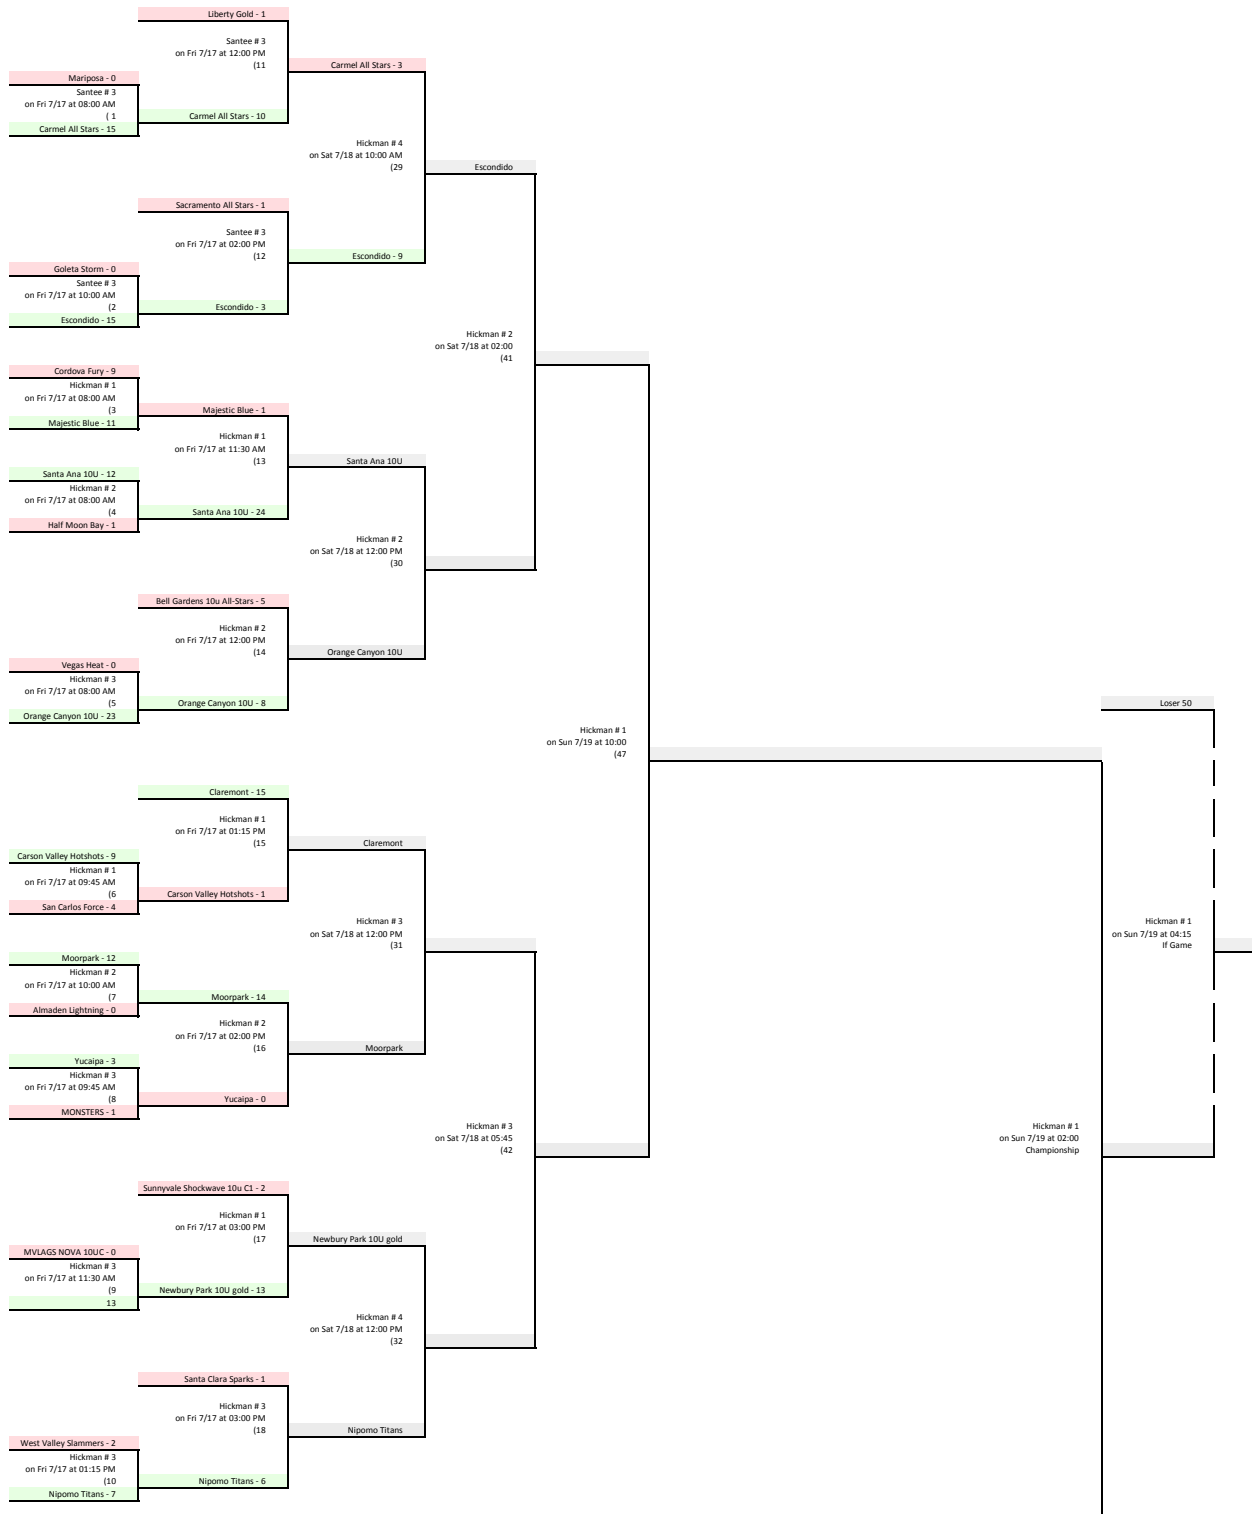 Liberty Gold - 1
Santee # 3
on Fri 7/17 at 12:00 PM
(11
Carmel All Stars - 3
Mariposa - 0
Santee # 3
on Fri 7/17 at 08:00 AM
( 1
Carmel All Stars - 15
Carmel All Stars - 10
Hickman # 4
on Sat 7/18 at 10:00 AM
(29
Escondido
Sacramento All Stars - 1
Santee # 3
on Fri 7/17 at 02:00 PM
(12
Escondido - 9
Goleta Storm - 0
Santee # 3
on Fri 7/17 at 10:00 AM
(2
Escondido - 15
Escondido - 3
Hickman # 2
on Sat 7/18 at 02:00
(41
Cordova Fury - 9
Hickman # 1
on Fri 7/17 at 08:00 AM
(3
Majestic Blue - 11
Majestic Blue - 1
Hickman # 1
on Fri 7/17 at 11:30 AM
(13
Santa Ana 10U
Santa Ana 10U - 12
Hickman # 2
on Fri 7/17 at 08:00 AM
(4
Half Moon Bay - 1
Santa Ana 10U - 24
Hickman # 2
on Sat 7/18 at 12:00 PM
(30
Bell Gardens 10u All-Stars - 5
Hickman # 2
on Fri 7/17 at 12:00 PM
(14
Orange Canyon 10U
Vegas Heat - 0
Hickman # 3
on Fri 7/17 at 08:00 AM
(5
Orange Canyon 10U - 23
Orange Canyon 10U - 8
Hickman # 1
on Sun 7/19 at 10:00
(47
Loser 50
Claremont - 15
Hickman # 1
on Fri 7/17 at 01:15 PM
(15
Claremont
Carson Valley Hotshots - 9
Hickman # 1
on Fri 7/17 at 09:45 AM
(6
San Carlos Force - 4
Carson Valley Hotshots - 1
Hickman # 3
on Sat 7/18 at 12:00 PM
(31
Hickman # 1
on Sun 7/19 at 04:15
If Game
Moorpark - 12
Hickman # 2
on Fri 7/17 at 10:00 AM
(7
Almaden Lightning - 0
Moorpark - 14
Hickman # 2
on Fri 7/17 at 02:00 PM
(16
Moorpark
Yucaipa - 3
Hickman # 3
on Fri 7/17 at 09:45 AM
(8
MONSTERS - 1
Yucaipa - 0
Hickman # 3
on Sat 7/18 at 05:45
(42
Hickman # 1
on Sun 7/19 at 02:00
Championship
Sunnyvale Shockwave 10u C1 - 2
Hickman # 1
on Fri 7/17 at 03:00 PM
(17
Newbury Park 10U gold
MVLAGS NOVA 10UC - 0
Hickman # 3
on Fri 7/17 at 11:30 AM
(9
13
Newbury Park 10U gold - 13
Hickman # 4
on Sat 7/18 at 12:00 PM
(32
Santa Clara Sparks - 1
Hickman # 3
on Fri 7/17 at 03:00 PM
(18
Nipomo Titans
West Valley Slammers - 2
Hickman # 3
on Fri 7/17 at 01:15 PM
(10
Nipomo Titans - 7
Nipomo Titans - 6